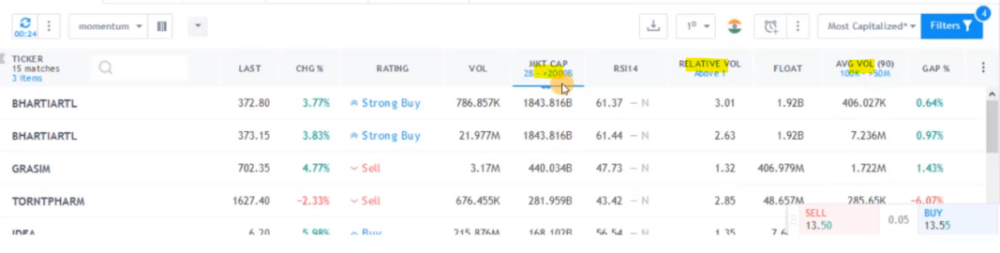 4
00:24 momentum 1D Most Capitalized* Filters
TICKER LAST CHG % RATING VOL MKT CAP RSI14 RELATIVE VOL FLOAT AVG VOL (90) GAP %
15 matches 2B - >2000B Above 1 100K - >50M
3 items
BHARTIARTL 372.80 3.77% Strong Buy 786.857K 1843.816B 61.37 — N 3.01 1.92B 406.027K 0.64%
BHARTIARTL 373.15 3.83% Strong Buy 21.977M 1843.816B 61.44 — N 2.63 1.92B 7.236M 0.97%
GRASIM 702.35 4.77% Sell 3.17M 440.034B 47.73 — N 1.32 406.979M 1.722M 1.43%
TORNTPHARM 1627.40 −2.33% Sell 676.455K 281.959B 43.42 — N 2.85 48.657M 285.65K −6.07%
SELL 0.05 BUY
13.50 13.55
IDEA 6.20 5.98% Buy 215.876M 168.102B 56.54 — N 1.35